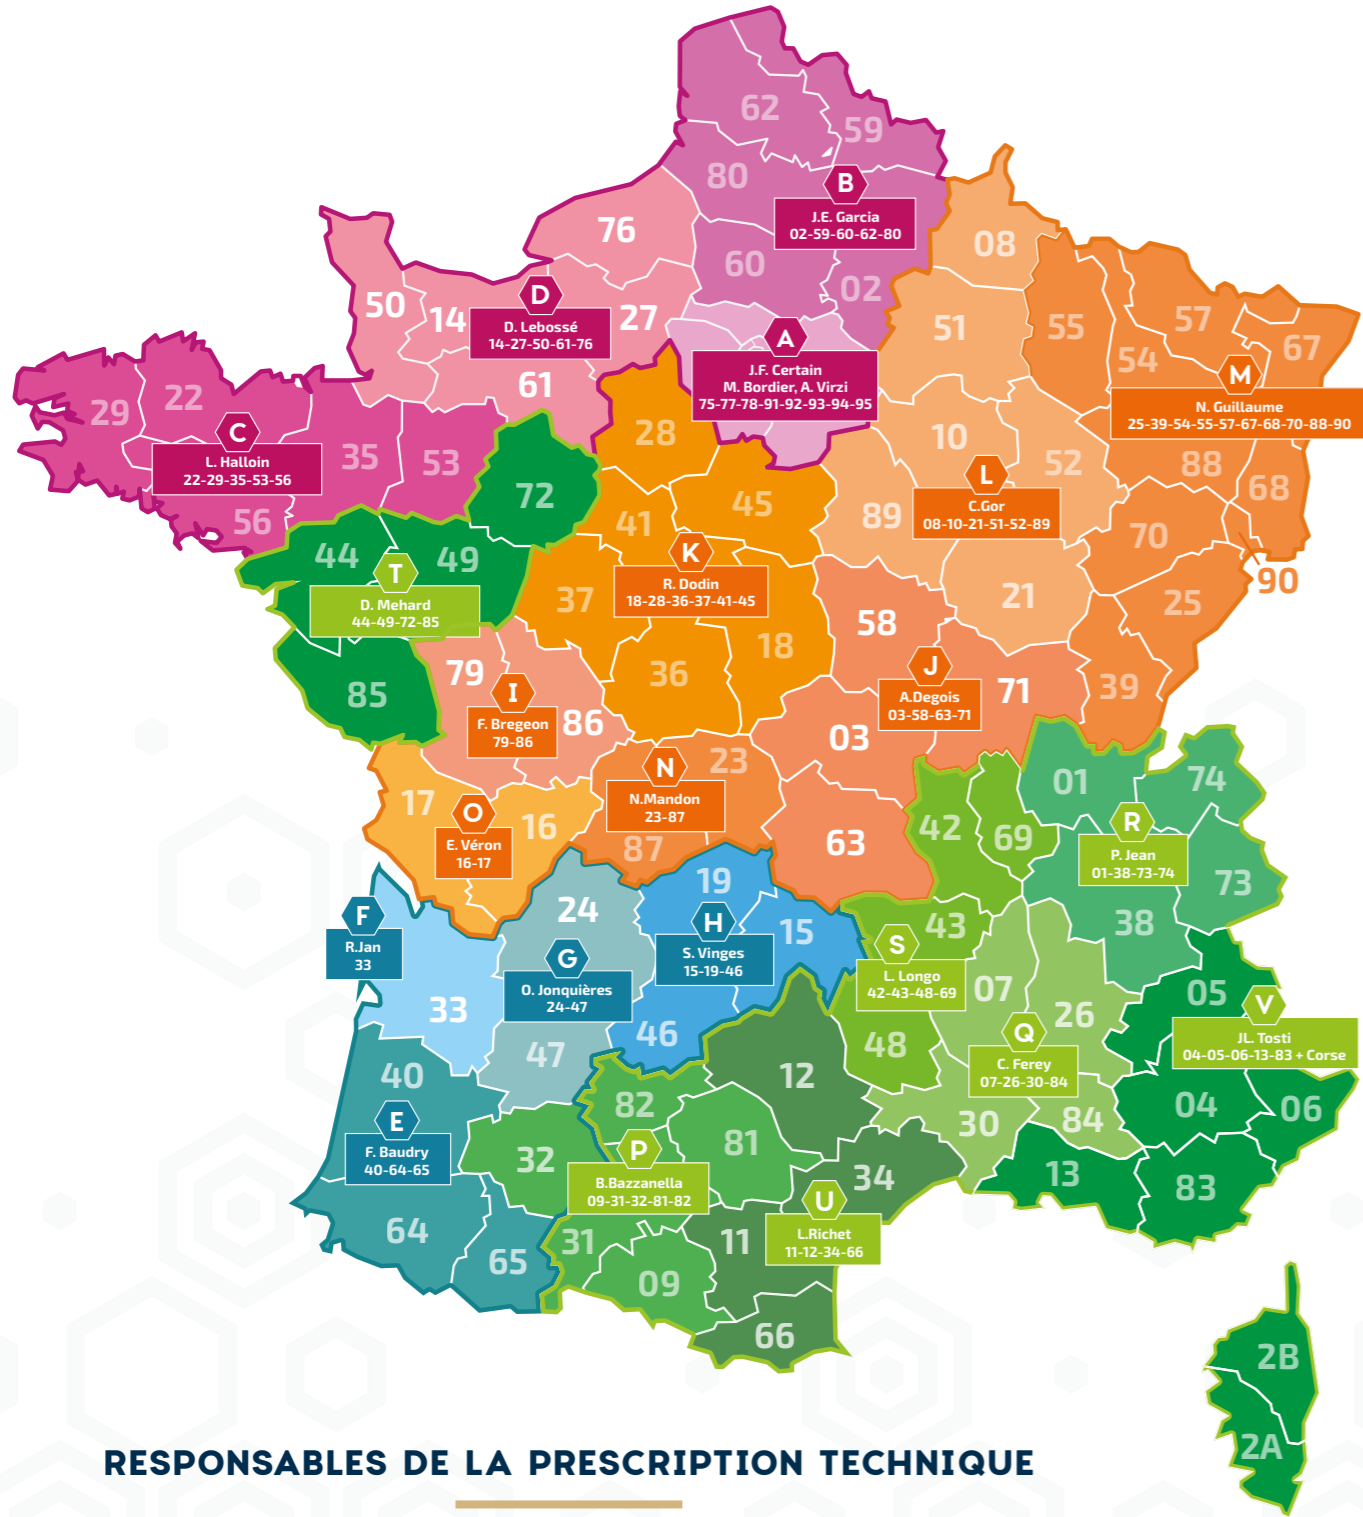 62
59
80
B
J.E. Garcia
02-59-60-62-80
76
08
60
02
50
14
D
D. Lebossé
14-27-50-61-76
27
51
55
57
67
54
A
J.F. Certain
M. Bordier, A. Virzi
75-77-78-91-92-93-94-95
M
N. Guillaume
25-39-54-55-57-67-68-70-88-90
61
29
22
C
L. Halloin
22-29-35-53-56
35
53
28
10
52
88
68
56
72
45
41
89
L
C.Gor
08-10-21-51-52-89
70
44
49
T
D. Mehard
44-49-72-85
K
R. Dodin
18-28-36-37-41-45
37
90
21
25
58
18
36
85
79
I
F. Bregeon
79-86
86
J
A.Degois
03-58-63-71
71
39
03
N
N.Mandon
23-87
23
01
74
17
O
E. Véron
16-17
16
87
63
42
69
R
P. Jean
01-38-73-74
73
19
24
F
R.Jan
33
H
S. Vinges
15-19-46
15
43
38
G
O. Jonquières
24-47
S
L. Longo
42-43-48-69
07
05
V
JL. Tosti
04-05-06-13-83 + Corse
33
46
26
Q
C. Ferey
07-26-30-84
48
47
40
12
82
04
06
E
F. Baudry
40-64-65
30
84
81
32
P
B.Bazzanella
09-31-32-81-82
34
13
83
U
L.Richet
11-12-34-66
64
65
31
11
09
66
2B
2A
RESPONSABLES DE LA PRESCRIPTION TECHNIQUE